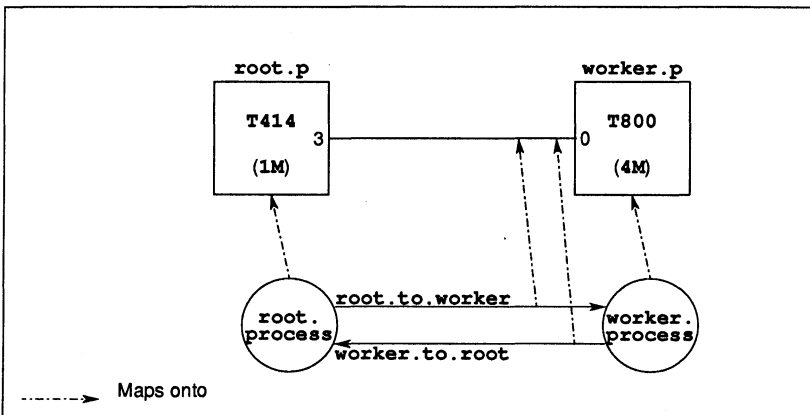 root.p
worker.p
T414
T800
3
0
(1M)
(4M)
root.to.worker
root.
process
worker.
process
worker.to.root
Maps onto